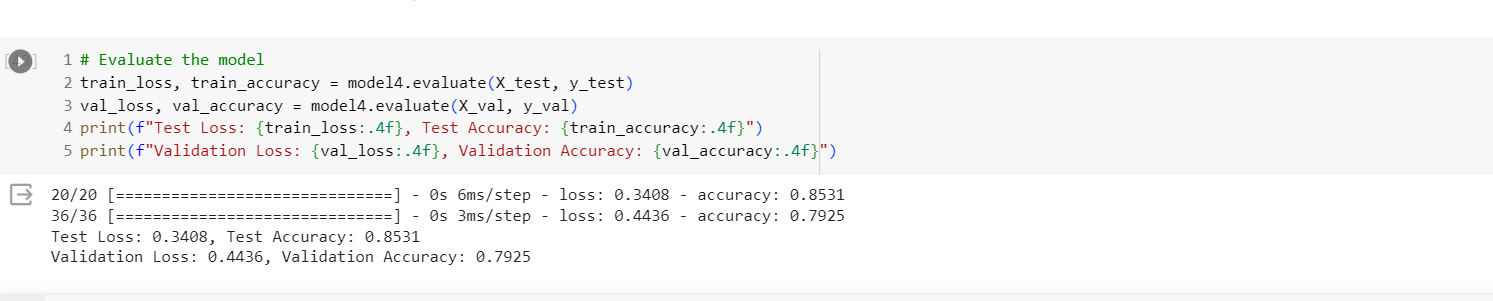 1 # Evaluate the model
2 train_loss, train_accuracy = model4.evaluate(X_test, y_test)
3 val_loss, val_accuracy = model4.evaluate(X_val, y_val)
4 print(f"Test Loss: {train_loss:.4f}, Test Accuracy: {train_accuracy:.4f}")
5 print(f"Validation Loss: {val_loss:.4f}, Validation Accuracy: {val_accuracy:.4f}")
20/20 [==============================] - 0s 6ms/step - loss: 0.3408 - accuracy: 0.8531
36/36 [==============================] - 0s 3ms/step - loss: 0.4436 - accuracy: 0.7925
Test Loss: 0.3408, Test Accuracy: 0.8531
Validation Loss: 0.4436, Validation Accuracy: 0.7925